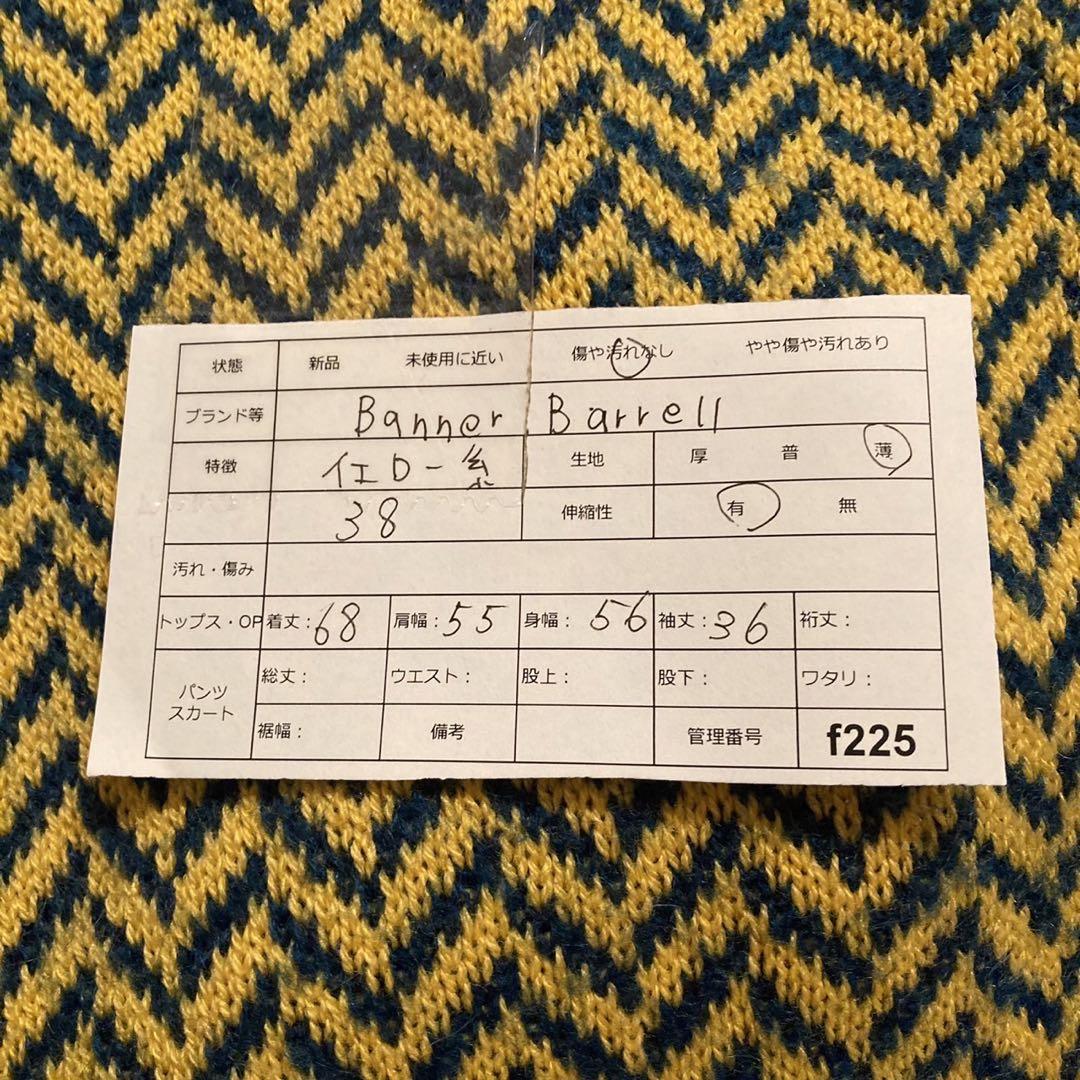 状態 新品 未使用に近い 傷や汚れなし やや傷や汚れあり
ブランド等 Banner Barrell
特徴 イエロー系 生地 厚 普 薄
38 伸縮性 有 無
汚れ・傷み
トップス・OP 着丈：68 肩幅：55 身幅：56 袖丈：36 裄丈：
パンツ
スカート
総丈： ウエスト： 股上： 股下： ワタリ：
裾幅： 備考 管理番号 f225